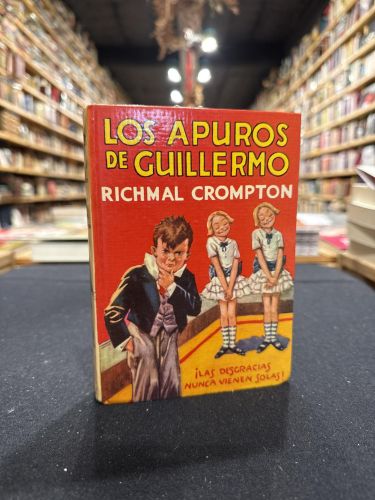 LOS APUROS
DE GUILLERMO
RICHMAL CROMPTON
¡LAS DESGRACIAS
NUNCA VIENEN SOLAS!